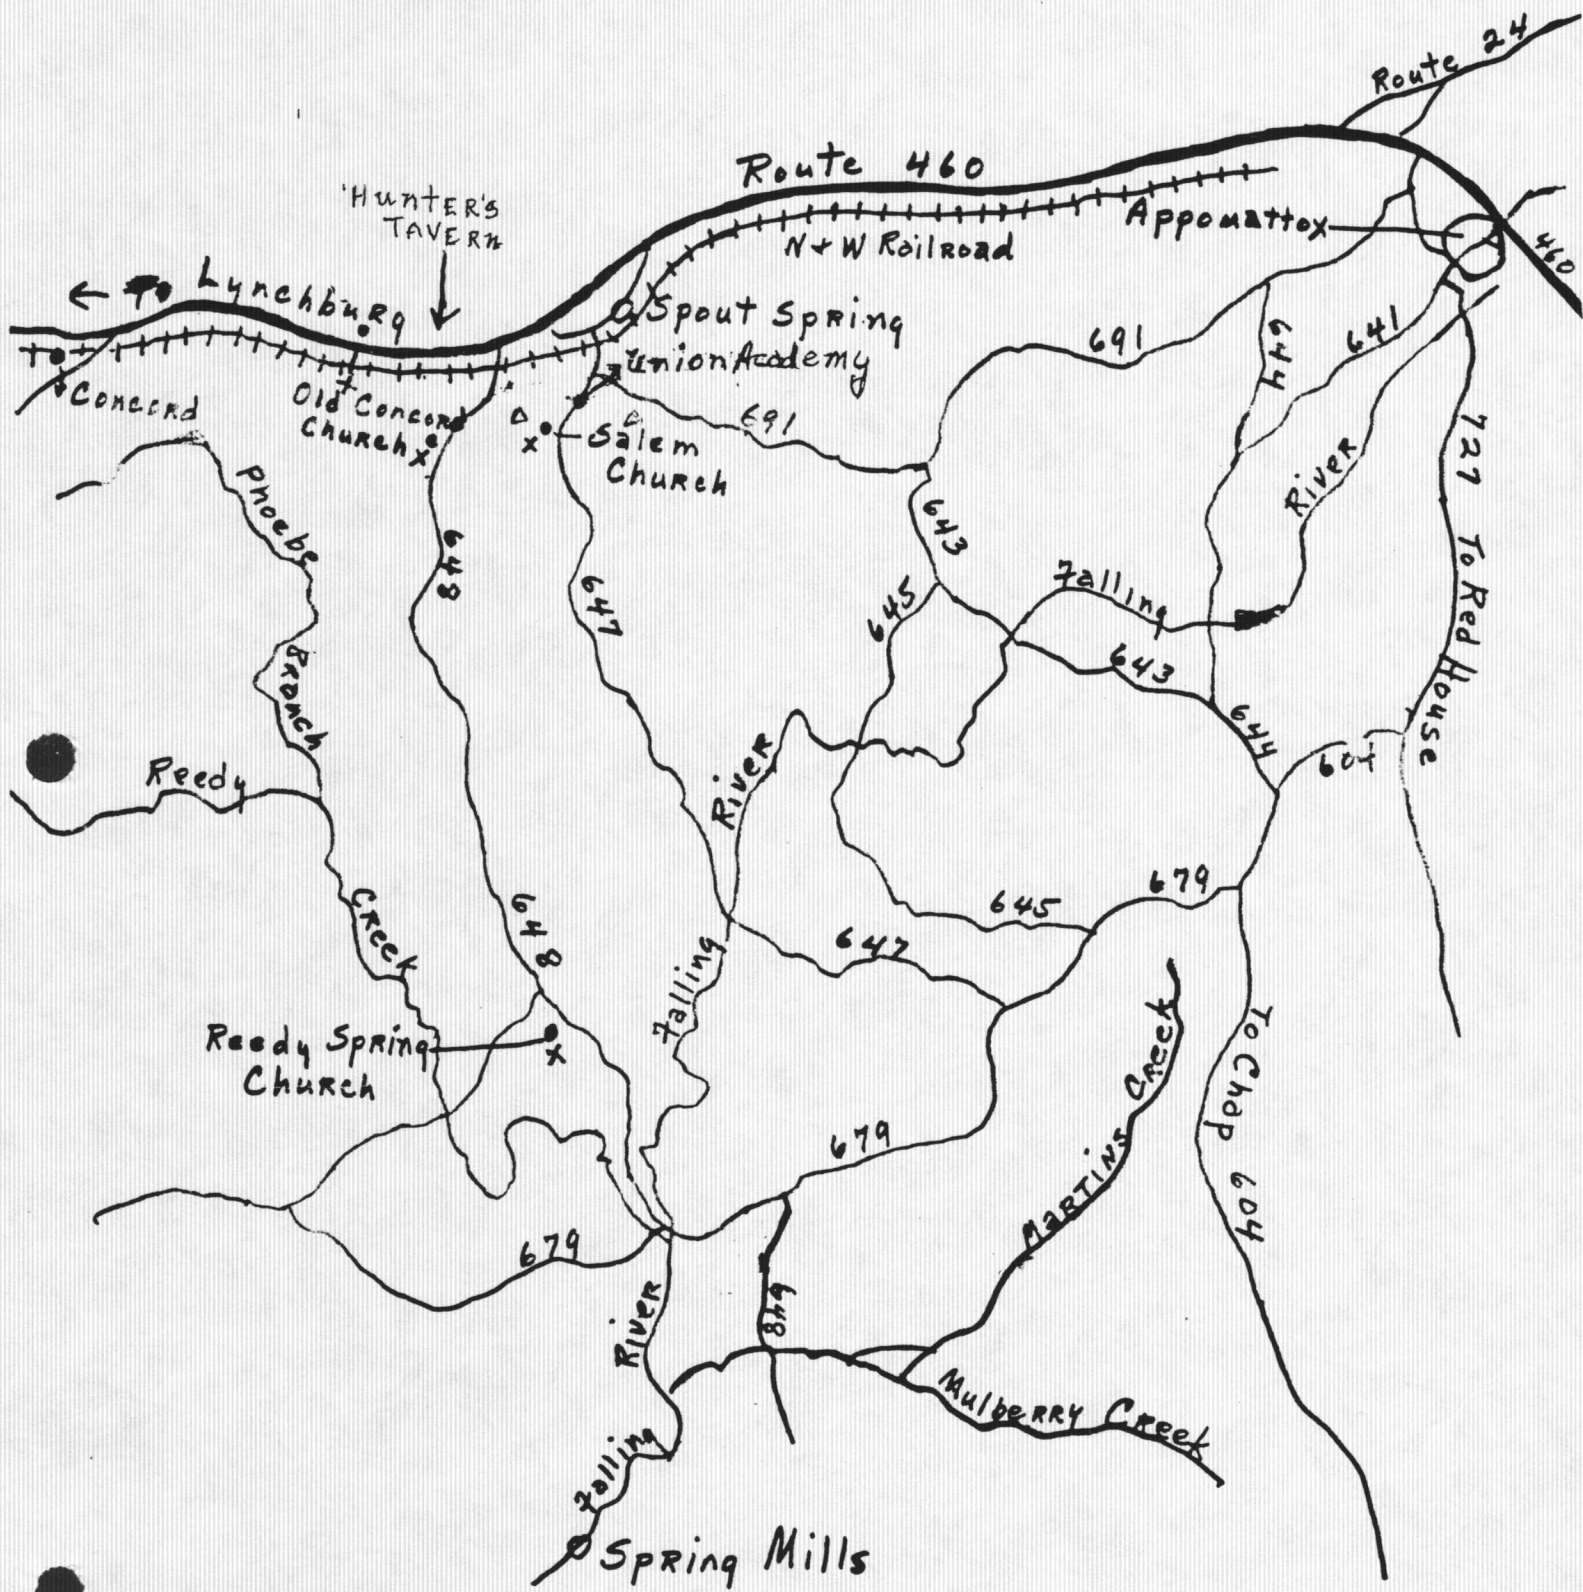 Route 24
Route 460
'HUNTER'S
TAVERN
Appomattox
N + W Railroad
460
← To Lynchburg
Spout Spring
Union Academy
691
644
641
Concord
Old Concord
Church
691
Salem
Church
727 To Red House
Phoebe
Branch
River
643
648
647
645
Falling
643
644
604
Reedy
River
Creek
648
679
645
647
Falling
Reedy Spring
Church
Martins Creek
To Chap 604
679
679
648
River
Mulberry Creek
Falling
Spring Mills